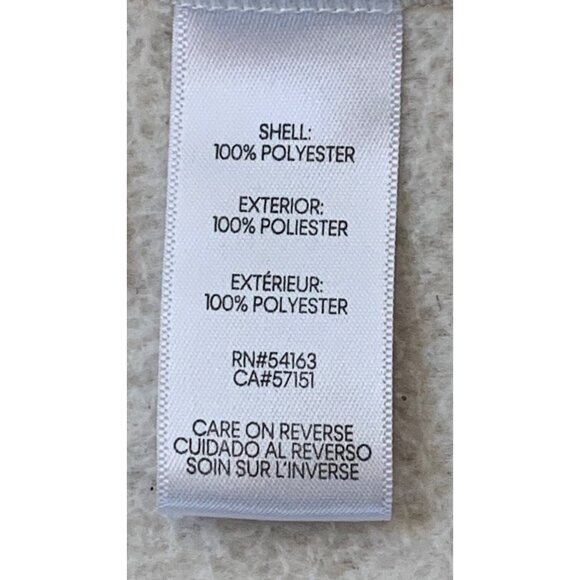 SHELL:
100% POLYESTER
EXTERIOR:
100% POLIESTER
EXTÉRIEUR:
100% POLYESTER
RN#54163
CA#57151
CARE ON REVERSE
CUIDADO AL REVERSO
SOIN SUR L'INVERSE